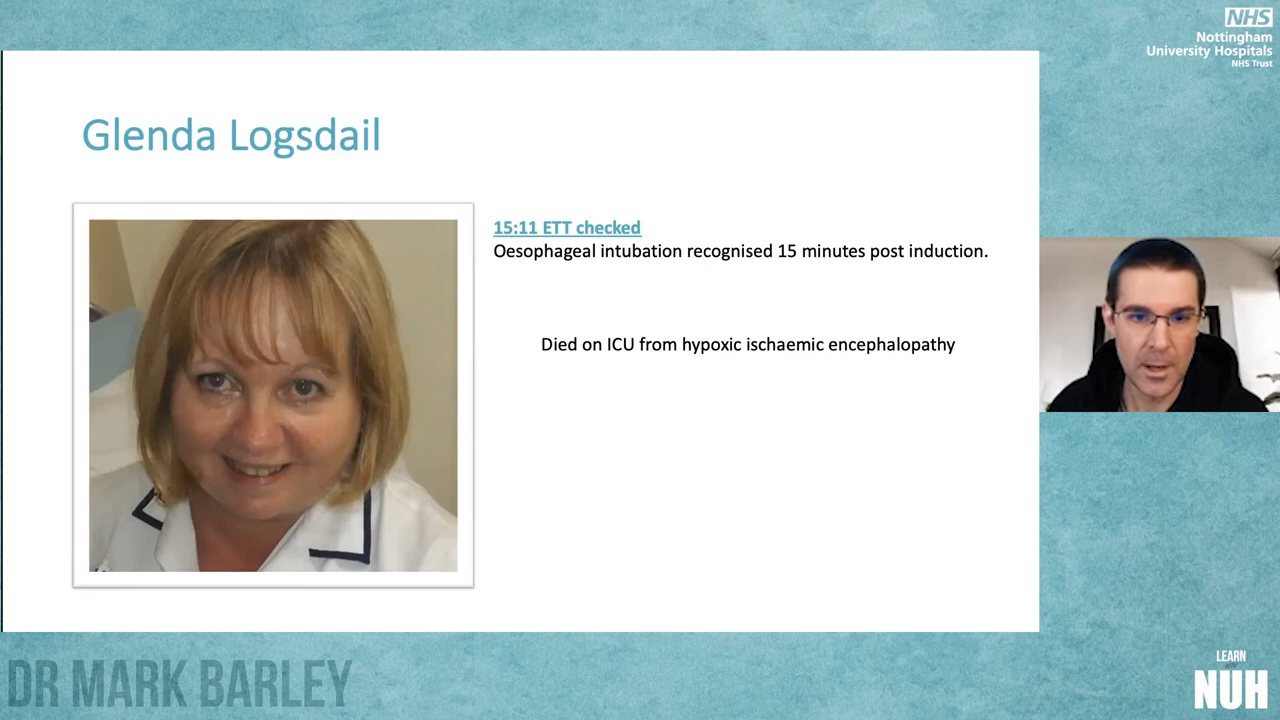 NHS
Nottingham
University Hospitals
NHS Trust
Glenda Logsdail
15:11 ETT checked
Oesophageal intubation recognised 15 minutes post induction.
Died on ICU from hypoxic ischaemic encephalopathy
DR MARK BARLEY
LEARN
NUH